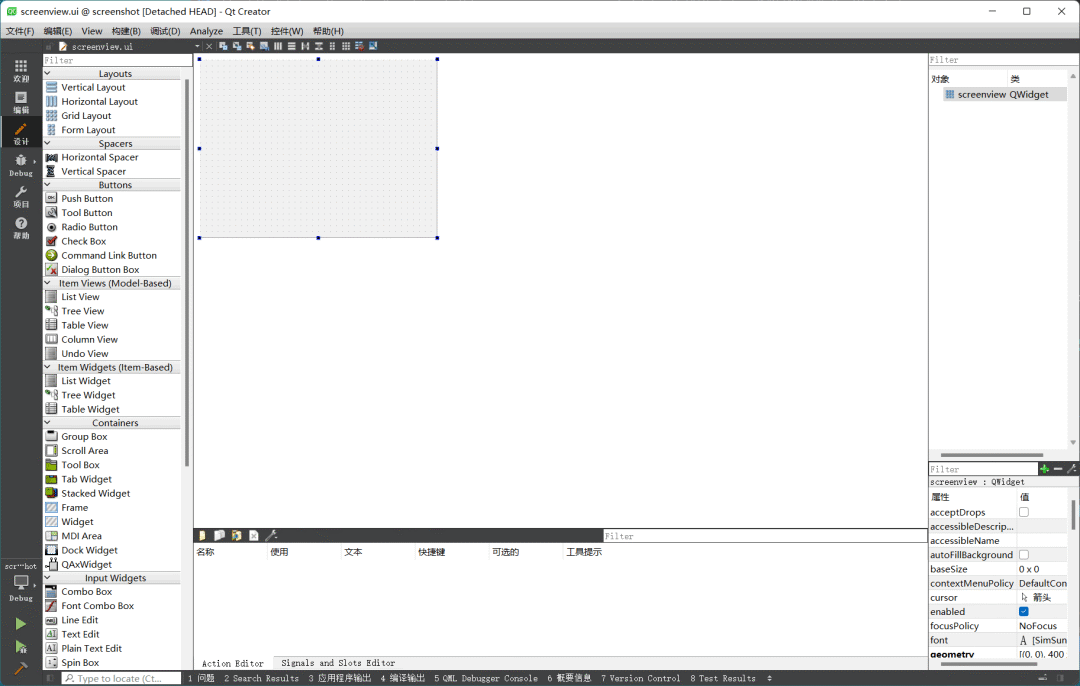 screenview.ui @ screenshot [Detached HEAD] - Qt Creator
文件(F) 编辑(E) View 构建(B) 调试(D) Analyze 工具(T) 控件(W) 帮助(H)
screenview.ui
欢迎
编辑
设计
Debug
项目
帮助
scr···hot
Debug
Filter
Layouts
Vertical Layout
Horizontal Layout
Grid Layout
Form Layout
Spacers
Horizontal Spacer
Vertical Spacer
Buttons
Push Button
Tool Button
Radio Button
Check Box
Command Link Button
Dialog Button Box
Item Views (Model-Based)
List View
Tree View
Table View
Column View
Undo View
Item Widgets (Item-Based)
List Widget
Tree Widget
Table Widget
Containers
Group Box
Scroll Area
Tool Box
Tab Widget
Stacked Widget
Frame
Widget
MDI Area
Dock Widget
QAxWidget
Input Widgets
Combo Box
Font Combo Box
Line Edit
Text Edit
Plain Text Edit
Spin Box
Filter
名称 使用 文本 快捷键 可选的 工具提示
Action Editor Signals and Slots Editor
Filter
对象 类
screenview QWidget
Filter
screenview : QWidget
属性 值
acceptDrops
accessibleDescrip...
accessibleName
autoFillBackground
baseSize 0 x 0
contextMenuPolicy DefaultCon
cursor 箭头
enabled
focusPolicy NoFocus
font A [SimSun
geometry [(0, 0), 400
Type to locate (Ct... 1 问题 2 Search Results 3 应用程序输出 4 编译输出 5 QML Debugger Console 6 概要信息 7 Version Control 8 Test Results